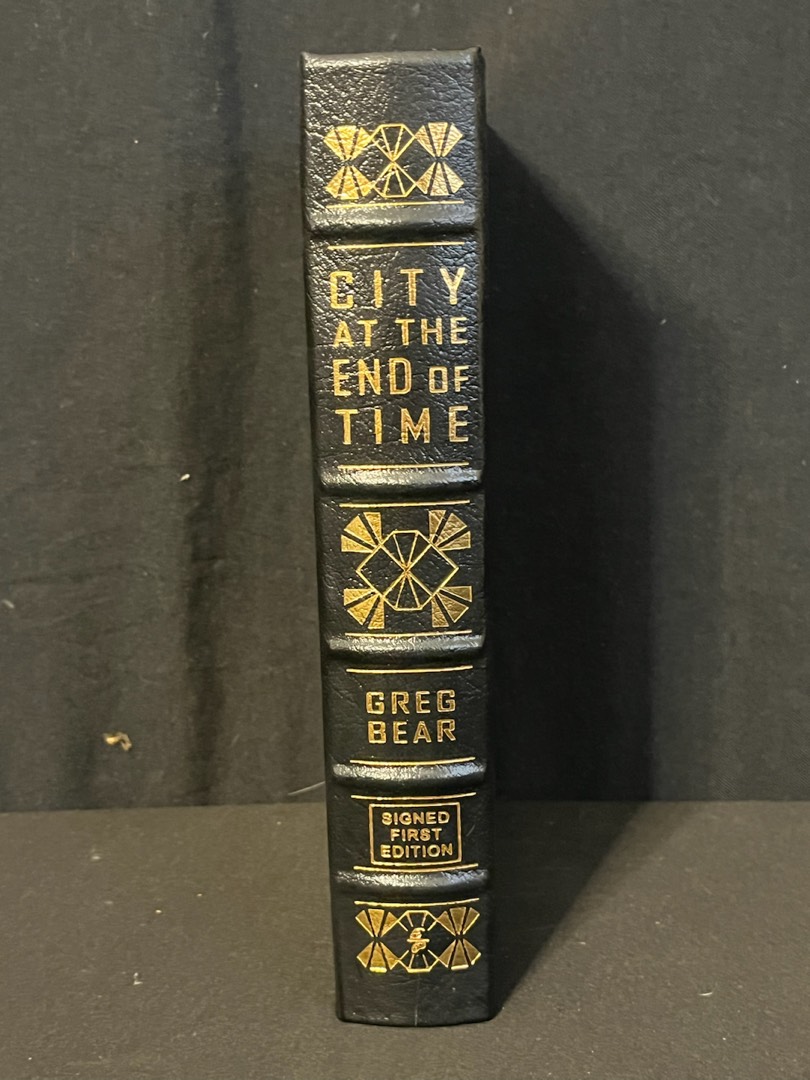 CITY
AT THE
END OF
TIME
GREG
BEAR
SIGNED
FIRST
EDITION